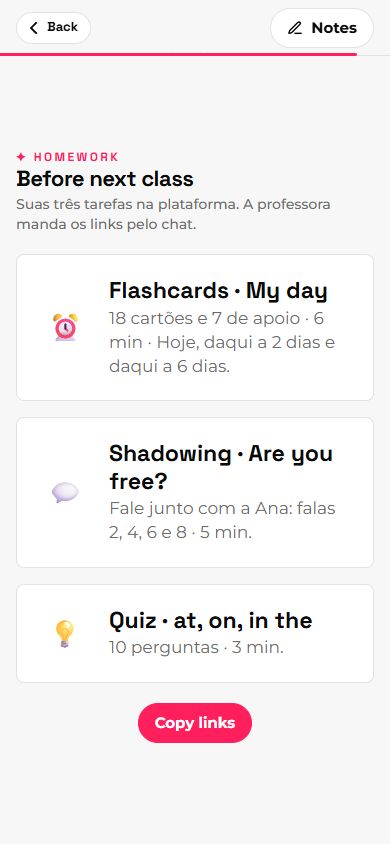 Back
Notes
✦ HOMEWORK
Before next class
Suas três tarefas na plataforma. A professora
manda os links pelo chat.
Flashcards · My day
18 cartões e 7 de apoio · 6
min · Hoje, daqui a 2 dias e
daqui a 6 dias.
Shadowing · Are you
free?
Fale junto com a Ana: falas
2, 4, 6 e 8 · 5 min.
Quiz · at, on, in the
10 perguntas · 3 min.
Copy links